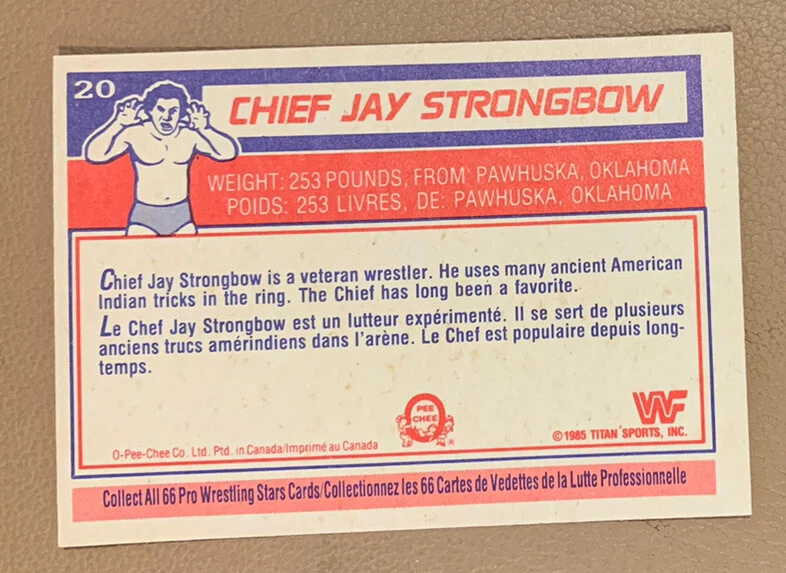 20
CHIEF JAY STRONGBOW
WEIGHT: 253 POUNDS, FROM PAWHUSKA, OKLAHOMA
POIDS: 253 LIVRES, DE: PAWHUSKA, OKLAHOMA
Chief Jay Strongbow is a veteran wrestler. He uses many ancient American
Indian tricks in the ring. The Chief has long been a favorite.
Le Chef Jay Strongbow est un lutteur expérimenté. Il se sert de plusieurs
anciens trucs amérindiens dans l'arène. Le Chef est populaire depuis long-
temps.
PEE
CHEE
®
WF
O-Pee-Chee Co. Ltd. Ptd. in Canada/Imprimé au Canada
©1985 TITAN SPORTS, INC.
Collect All 66 Pro Wrestling Stars Cards/Collectionnez les 66 Cartes de Vedettes de la Lutte Professionnelle